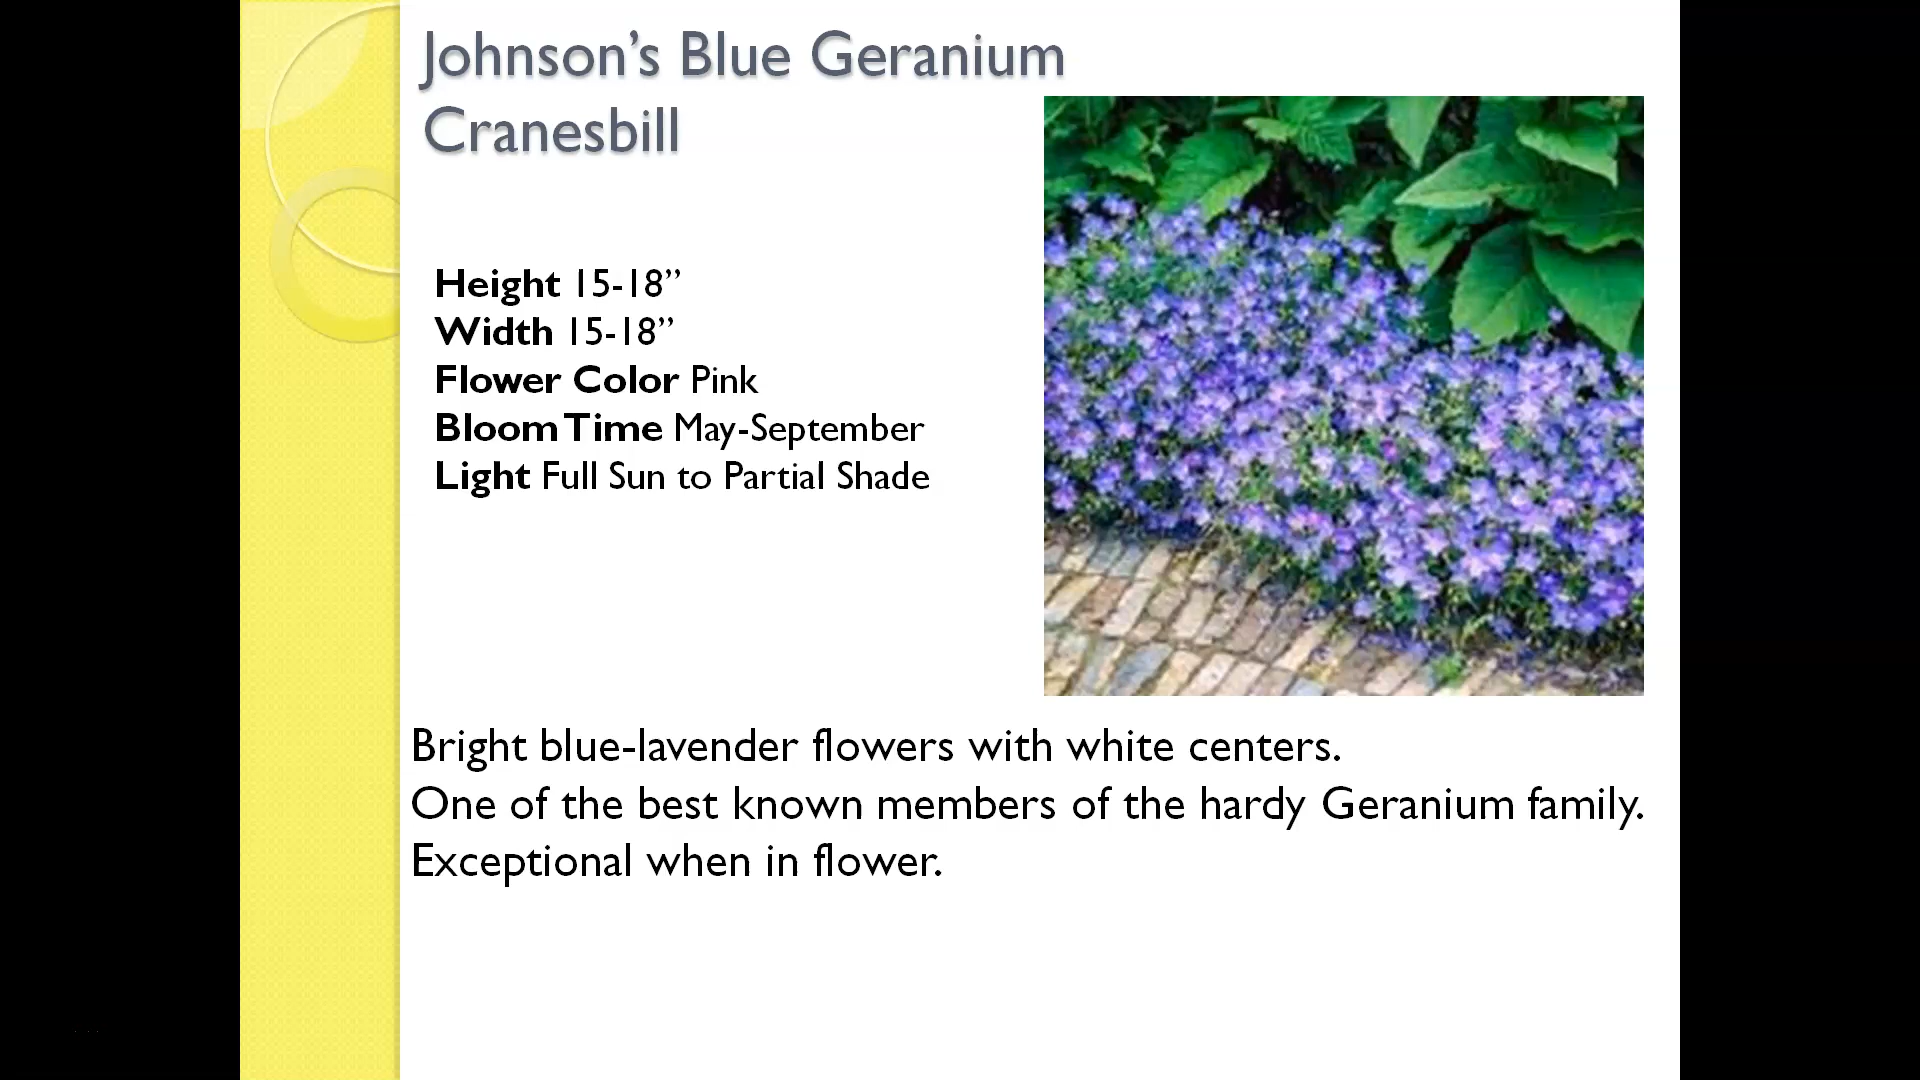 Johnson’s Blue Geranium
Cranesbill
Height 15-18”
Width 15-18”
Flower Color Pink
Bloom Time May-September
Light Full Sun to Partial Shade
Bright blue-lavender flowers with white centers.
One of the best known members of the hardy Geranium family.
Exceptional when in flower.